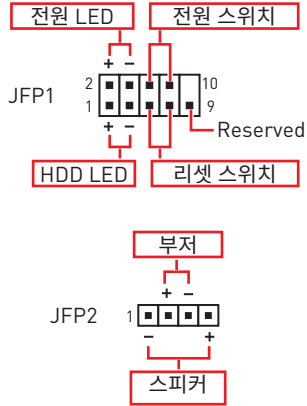 전원 LED 전원 스위치
+ −
2 10
JFP1
1 9
+ − Reserved
HDD LED 리셋 스위치
부저
+ −
JFP2 1
− +
스피커